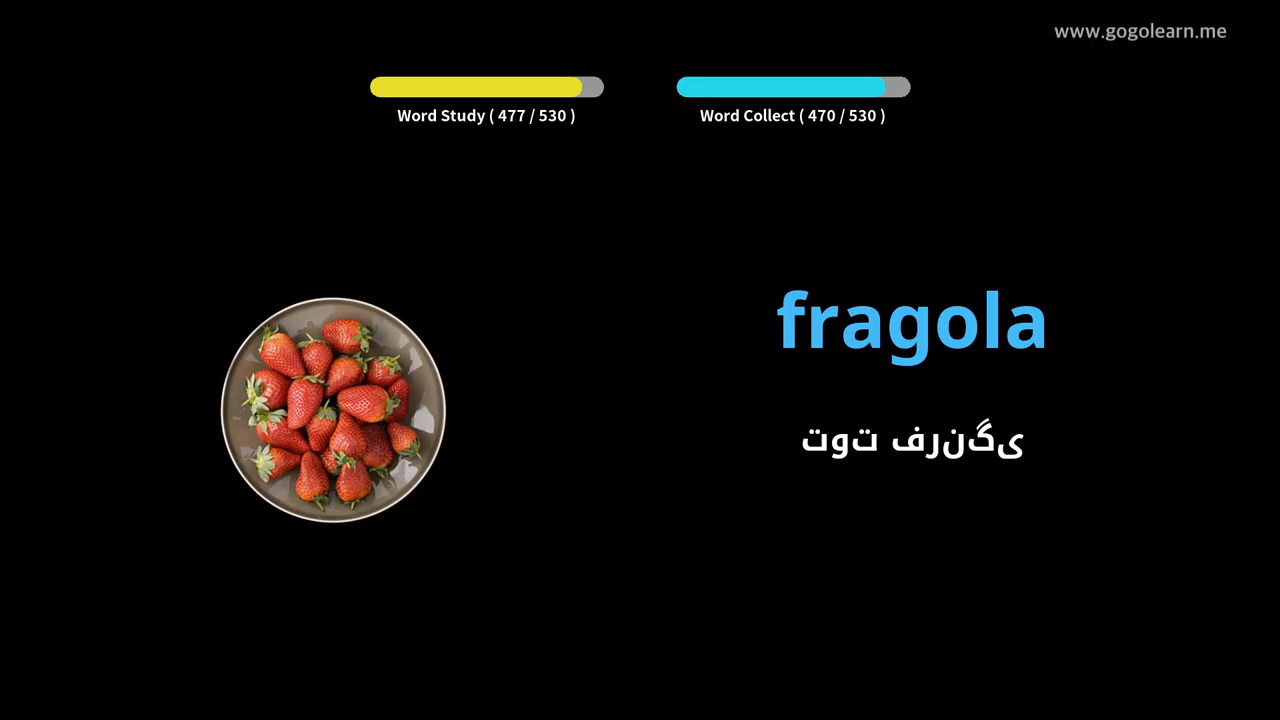 www.gogolearn.me
Word Study ( 477 / 530 )
Word Collect ( 470 / 530 )
fragola
توت فرنگی